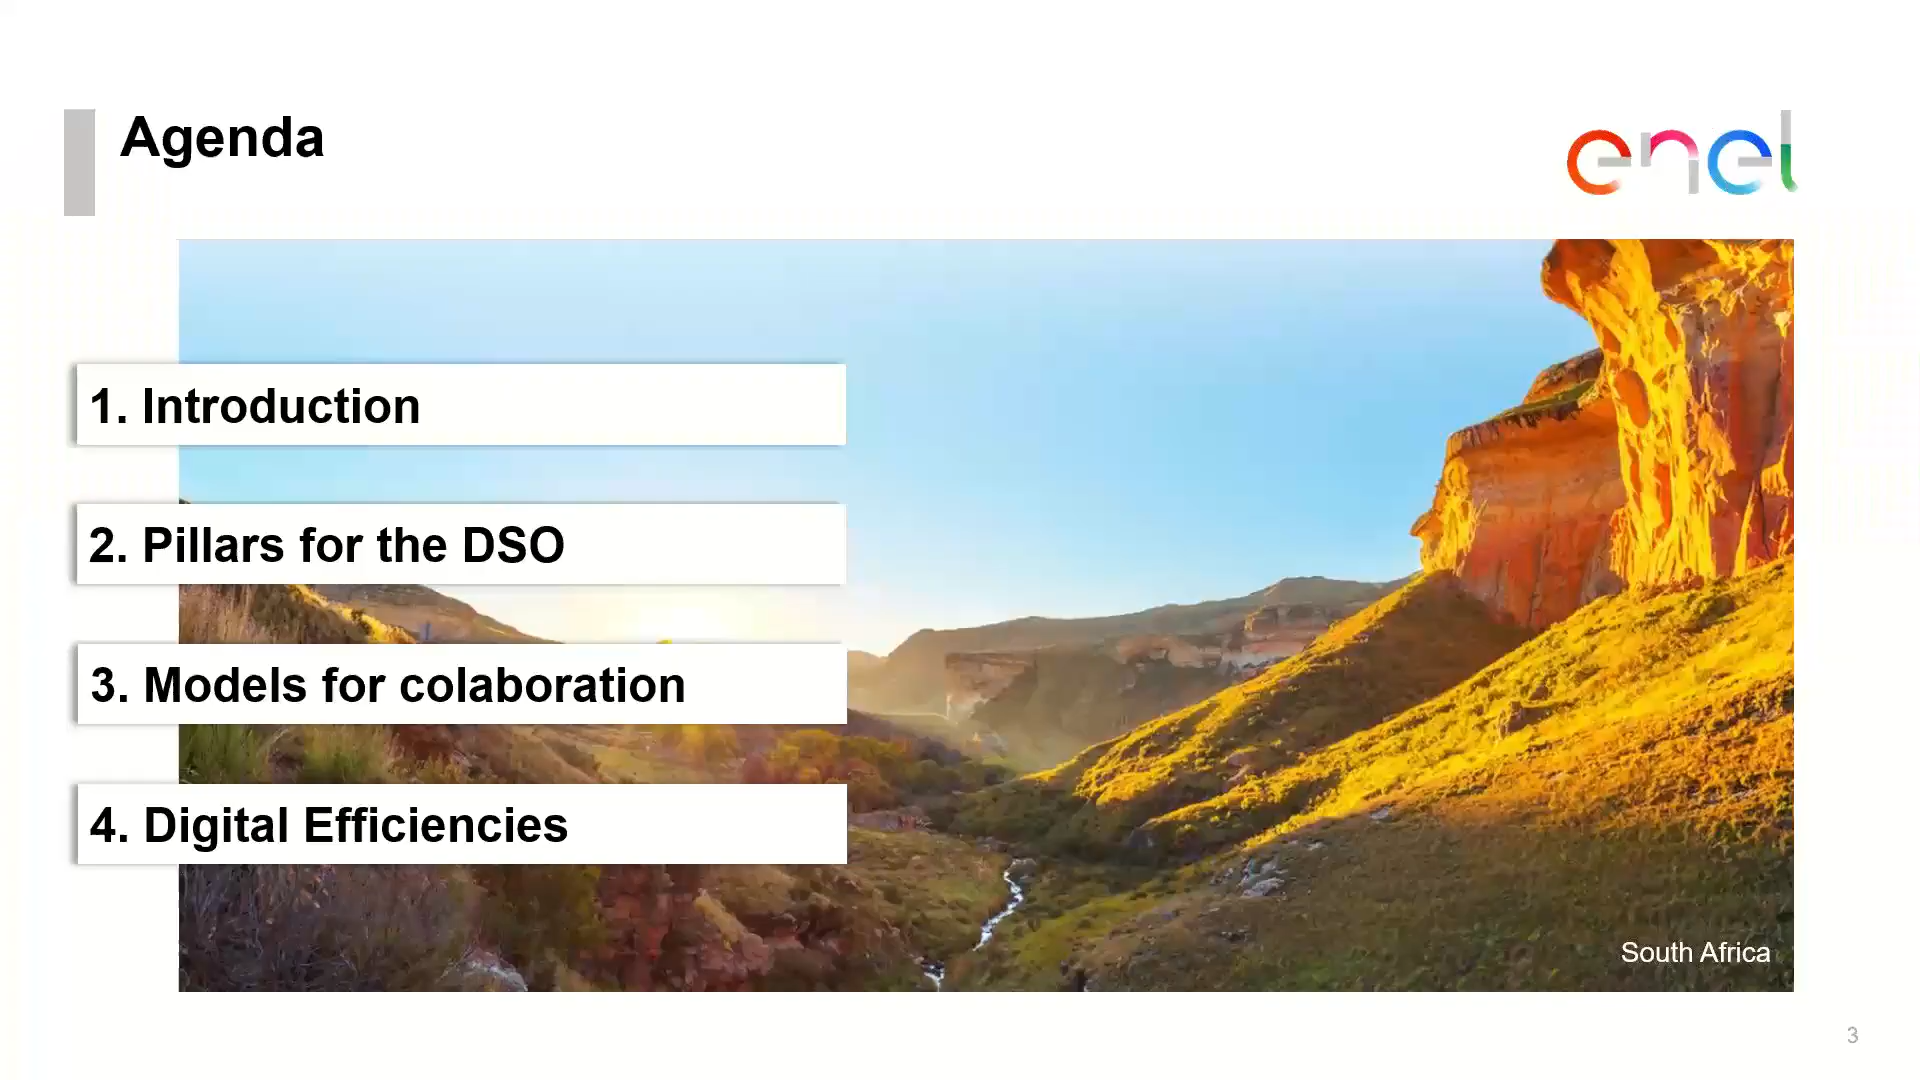 Agenda
enel
1. Introduction
2. Pillars for the DSO
3. Models for colaboration
4. Digital Efficiencies
South Africa
3